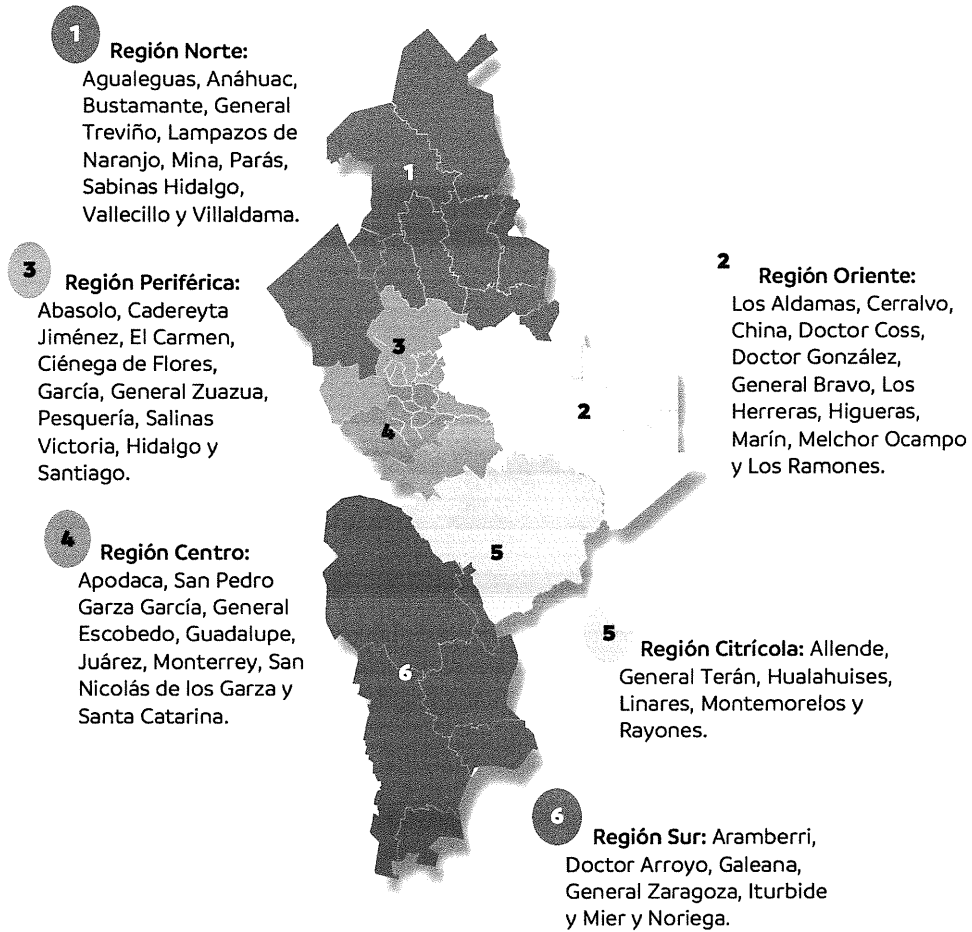 1
Región Norte:
Agualeguas, Anáhuac,
Bustamante, General
Treviño, Lampazos de
Naranjo, Mina, Parás,
Sabinas Hidalgo,
Vallecillo y Villaldama.
3
Región Periférica:
Abasolo, Cadereyta
Jiménez, El Carmen,
Ciénega de Flores,
García, General Zuazua,
Pesquería, Salinas
Victoria, Hidalgo y
Santiago.
4
Región Centro:
Apodaca, San Pedro
Garza García, General
Escobedo, Guadalupe,
Juárez, Monterrey, San
Nicolás de los Garza y
Santa Catarina.
1
3
4
2
5
6
2
Región Oriente:
Los Aldamas, Cerralvo,
China, Doctor Coss,
Doctor González,
General Bravo, Los
Herreras, Higueras,
Marín, Melchor Ocampo
y Los Ramones.
5
Región Citrícola: Allende,
General Terán, Hualahuises,
Linares, Montemorelos y
Rayones.
6
Región Sur: Aramberri,
Doctor Arroyo, Galeana,
General Zaragoza, Iturbide
y Mier y Noriega.